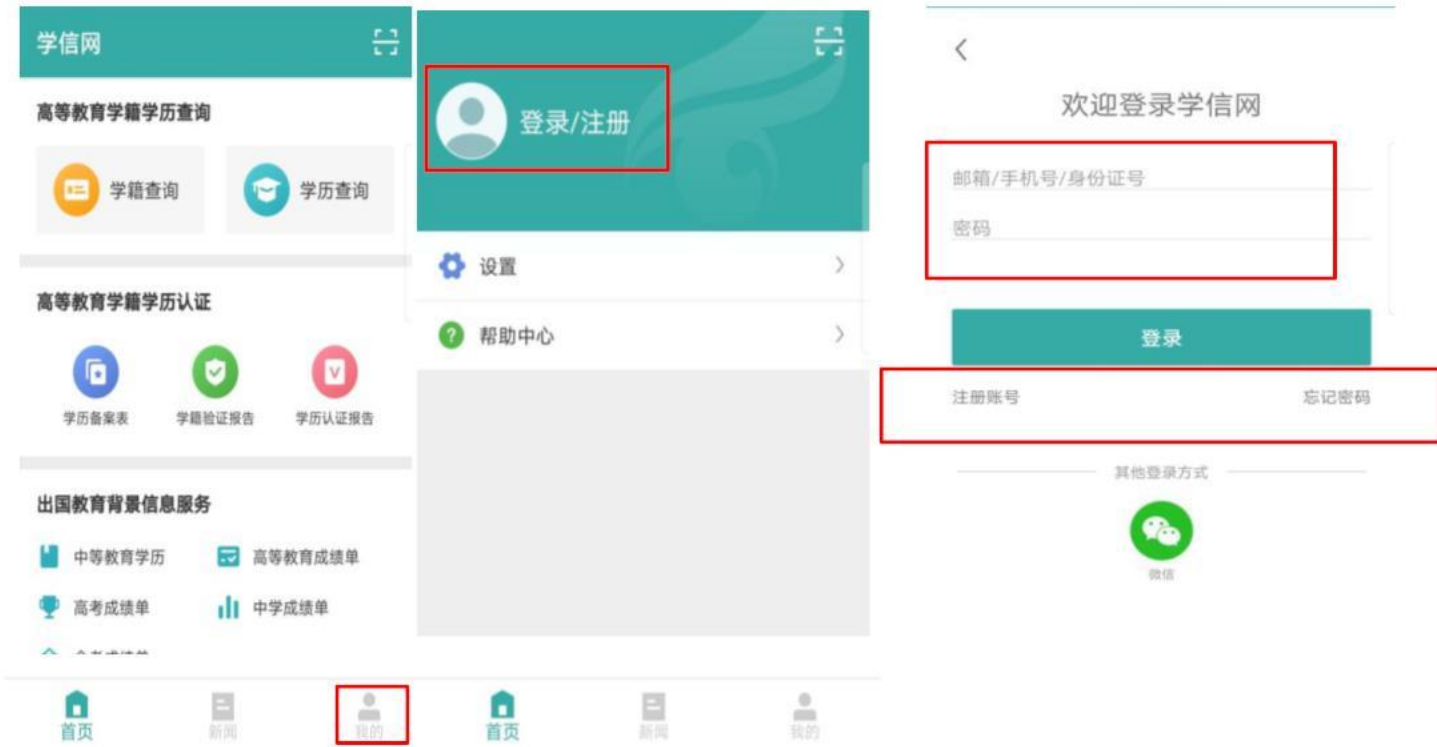 学信网
高等教育学籍学历查询
学籍查询
学历查询
高等教育学籍学历认证
学历备案表
学籍验证报告
学历认证报告
出国教育背景信息服务
中等教育学历
高等教育成绩单
高考成绩单
中学成绩单
首页
新闻
我的
登录/注册
设置
帮助中心
首页
新闻
我的
欢迎登录学信网
邮箱/手机号/身份证号
密码
登录
注册账号
忘记密码
其他登录方式
微信